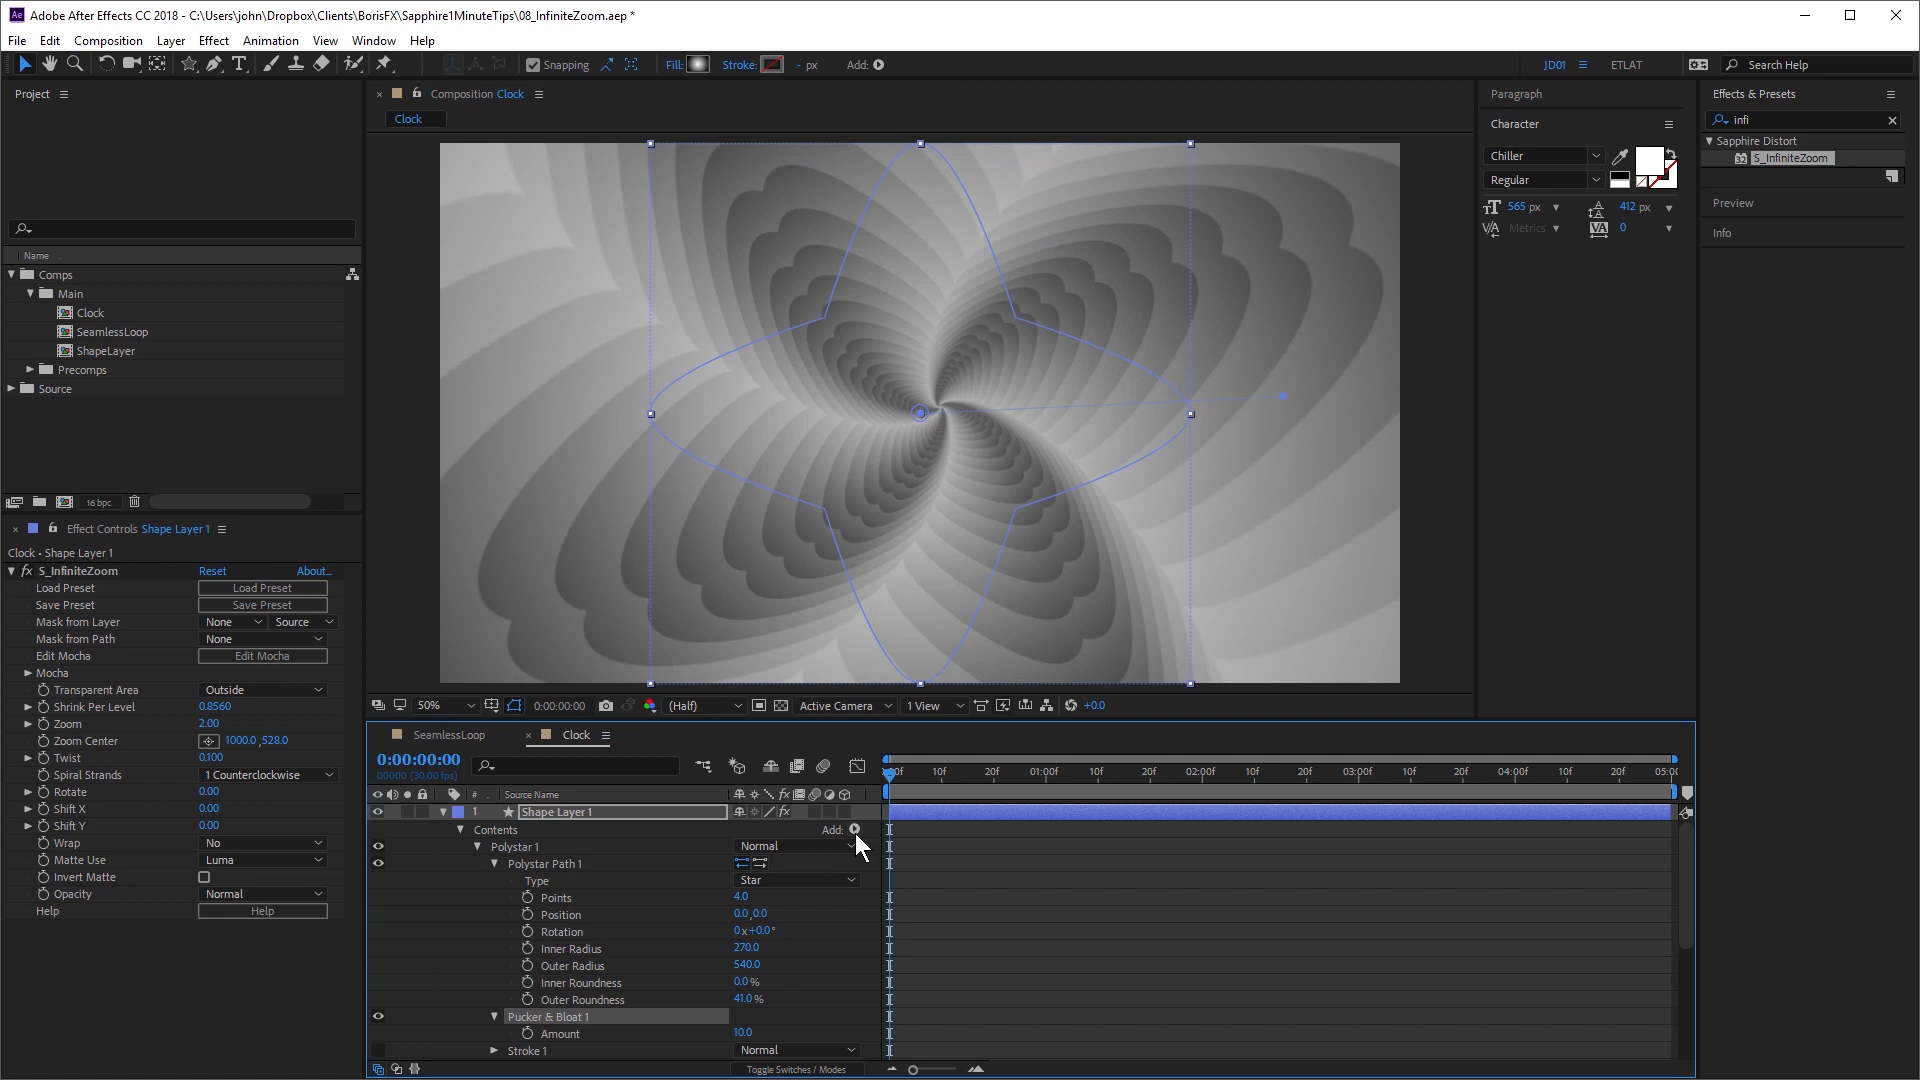 Ae Adobe After Effects CC 2018 - C:\Users\john\Dropbox\Clients\BorisFX\Sapphire1MinuteTips\08_InfiniteZoom.aep *
File Edit Composition Layer Effect Animation View Window Help
Snapping Fill: Stroke: - px Add: JD01 ETLAT Search Help
Project
Name
Comps
Main
Clock
SeamlessLoop
ShapeLayer
Precomps
Source
16 bpc
Effect Controls Shape Layer 1
Clock • Shape Layer 1
fx S_InfiniteZoom Reset About...
Load Preset Load Preset
Save Preset Save Preset
Mask from Layer None Source
Mask from Path None
Edit Mocha Edit Mocha
Mocha
Transparent Area Outside
Shrink Per Level 0.8560
Zoom 2.00
Zoom Center 1000.0,528.0
Twist 0.100
Spiral Strands 1 Counterclockwise
Rotate 0.00
Shift X 0.00
Shift Y 0.00
Wrap No
Matte Use Luma
Invert Matte
Opacity Normal
Help Help
Composition Clock
Clock
50% 0:00:00:00 (Half) Active Camera 1 View +0.0
Paragraph
Character
Chiller
Regular
565 px 412 px
Metrics 0
Effects & Presets
infi
Sapphire Distort
32 S_InfiniteZoom
Preview
Info
SeamlessLoop Clock
0:00:00:00
00000 (30.00 fps)
10f 20f 01:00f 10f 20f 02:00f 10f 20f 03:00f 10f 20f 04:00f 10f 20f
# Source Name
1 Shape Layer 1
Contents Add:
Polystar 1 Normal
Polystar Path 1
Type Star
Points 4.0
Position 0.0,0.0
Rotation 0x+0.0°
Inner Radius 270.0
Outer Radius 540.0
Inner Roundness 0.0%
Outer Roundness 41.0%
Pucker & Bloat 1
Amount 10.0
Stroke 1 Normal
Toggle Switches / Modes